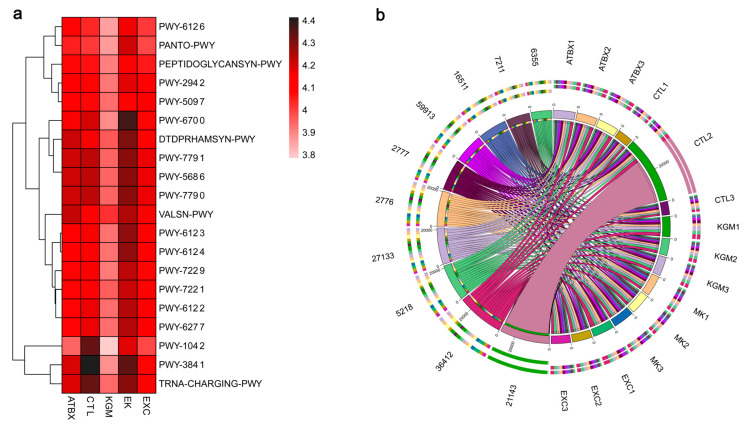 a
b
4.4
4.3
4.2
4.1
4
3.9
3.8
PWY-6126
PANTO-PWY
PEPTIDOGLYCANSYN-PWY
PWY-2942
PWY-5097
PWY-6700
DTDPRHAMSYN-PWY
PWY-7791
PWY-5686
PWY-7790
VALSN-PWY
PWY-6123
PWY-6124
PWY-7229
PWY-7221
PWY-6122
PWY-6277
PWY-1042
PWY-3841
TRNA-CHARGING-PWY
ATBX
CTL
KGM
EK
EXC
ATBX1
ATBX2
ATBX3
CTL1
CTL2
CTL3
KGM1
KGM2
KGM3
MK1
MK2
MK3
EXC1
EXC2
EXC3
21143
36412
5218
27133
2776
2777
59913
16511
7211
6355